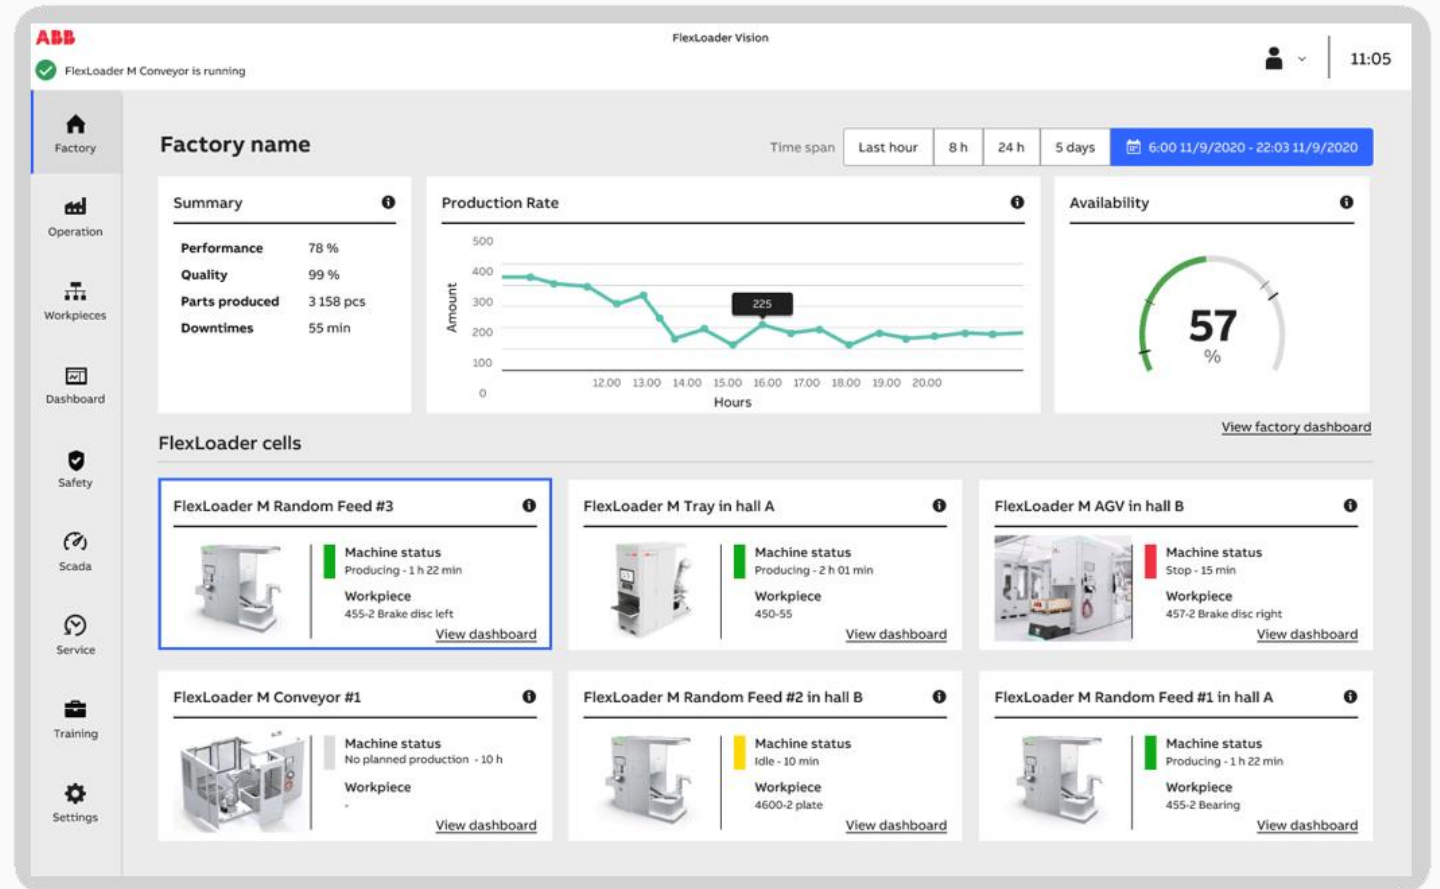 ABB
FlexLoader Vision
FlexLoader M Conveyor is running
11:05
Factory
Operation
Workpieces
Dashboard
Safety
Scada
Service
Training
Settings
Factory name
Time span
Last hour
8 h
24 h
5 days
6:00 11/9/2020 - 22:03 11/9/2020
Summary
Performance 78 %
Quality 99 %
Parts produced 3 158 pcs
Downtimes 55 min
Production Rate
Amount
500
400
300
200
100
0
225
12.00 13.00 14.00 15.00 16.00 17.00 18.00 19.00 20.00
Hours
Availability
57
%
View factory dashboard
FlexLoader cells
FlexLoader M Random Feed #3
Machine status
Producing - 1 h 22 min
Workpiece
455-2 Brake disc left
View dashboard
FlexLoader M Tray in hall A
Machine status
Producing - 2 h 01 min
Workpiece
450-55
View dashboard
FlexLoader M AGV in hall B
Machine status
Stop - 15 min
Workpiece
457-2 Brake disc right
View dashboard
FlexLoader M Conveyor #1
Machine status
No planned production - 10 h
Workpiece
-
View dashboard
FlexLoader M Random Feed #2 in hall B
Machine status
Idle - 10 min
Workpiece
4600-2 plate
View dashboard
FlexLoader M Random Feed #1 in hall A
Machine status
Producing - 1 h 22 min
Workpiece
455-2 Bearing
View dashboard